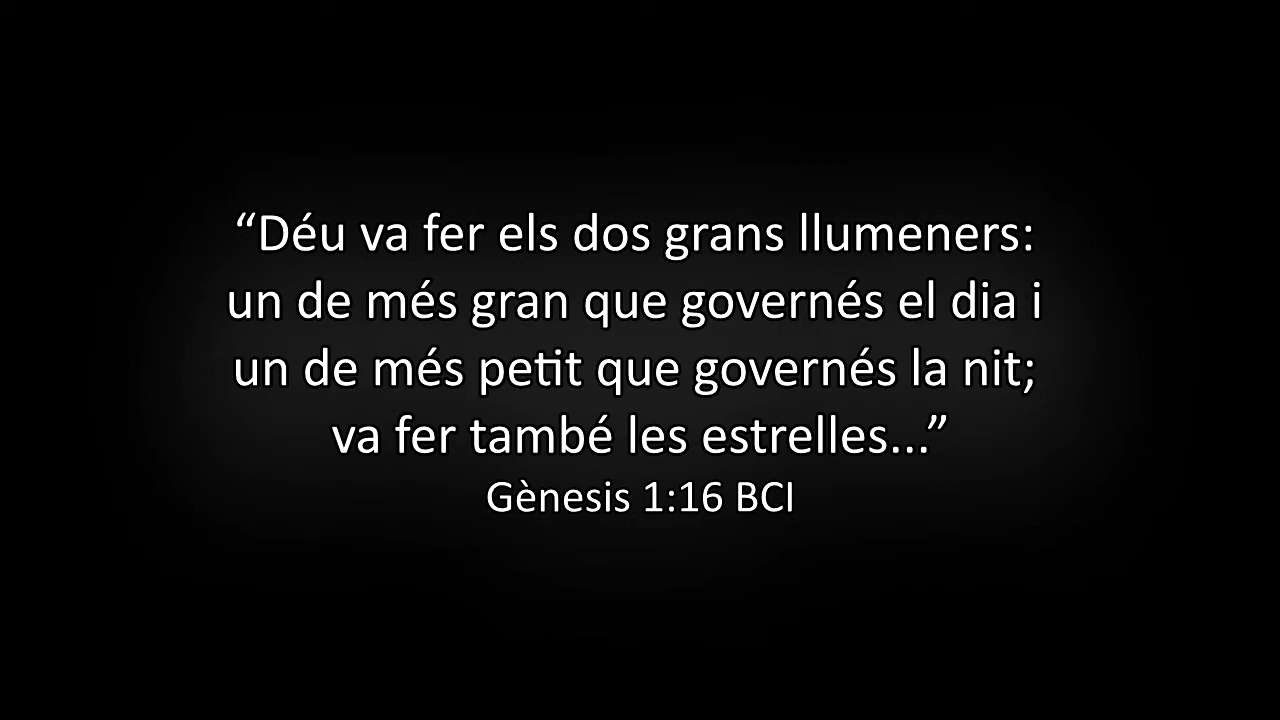 “Déu va fer els dos grans llumeners:
un de més gran que governés el dia i
un de més petit que governés la nit;
va fer també les estrelles...”
Gènesis 1:16 BCI